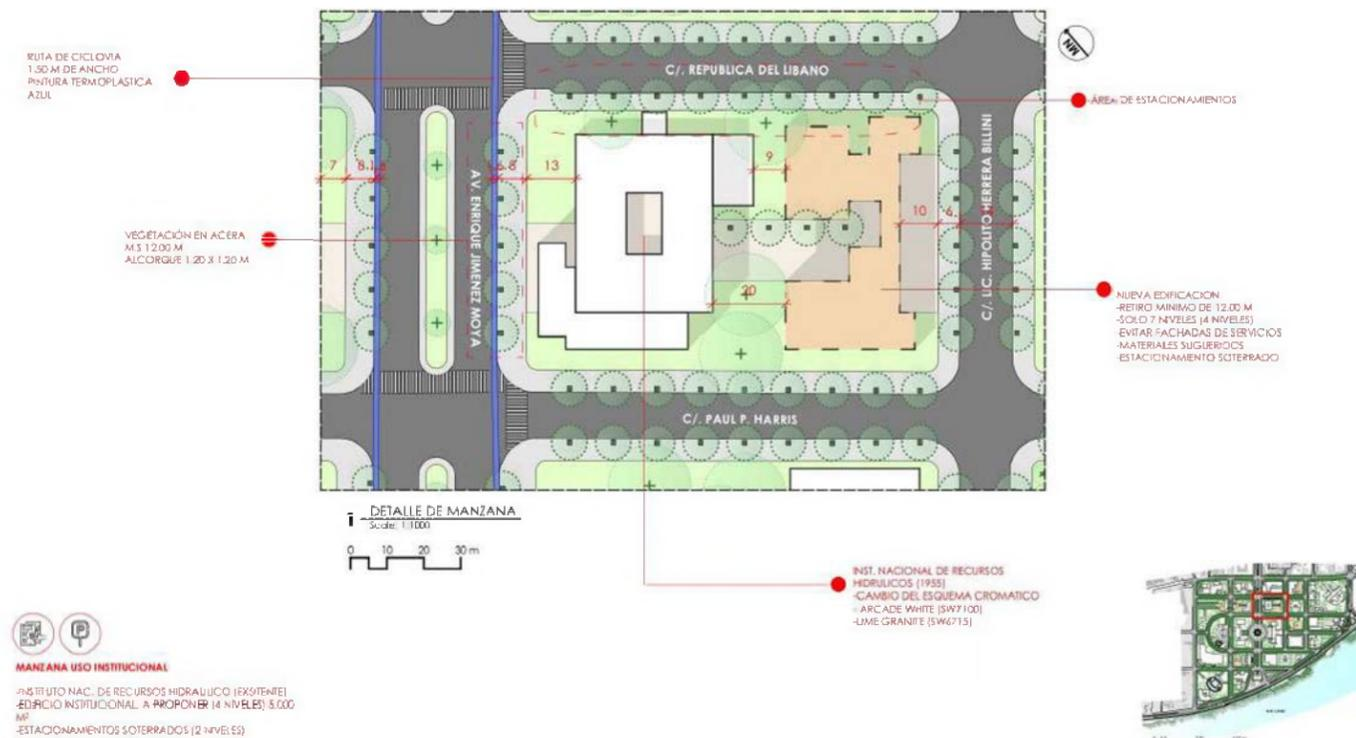 RUTA DE CICLOVIA
1.50 M DE ANCHO
PINTURA TERMOPLASTICA
AZUL
C/. REPUBLICA DEL LIBANO
ÁREA DE ESTACIONAMIENTOS
7
13
9
10
20
AV. ENRIQUE JIMENEZ MOYA
C/. LIC. HIPOLITO HERRERA BILLINI
VEGETACIÓN EN ACERA
M.S 12.00 M
ALCORQUE 1.20 X 1.20 M
NUEVA EDIFICACION
-RETIRO MINIMO DE 12.00 M
-SOLO 7 NIVELES (4 NIVELES)
-EVITAR FACHADAS DE SERVICIOS
-MATERIALES SUGUERIDOS
-ESTACIONAMIENTO SOTERRADO
C/. PAUL P. HARRIS
DETALLE DE MANZANA
Scale: 1:1000
0 10 20 30 m
INST. NACIONAL DE RECURSOS
HIDRULICOS (1955)
-CAMBIO DEL ESQUEMA CROMATICO
- ARCADE WHITE (SW7100)
-LIME GRANITE (SW6715)
MANZANA USO INSTITUCIONAL
-INSTITUTO NAC. DE RECURSOS HIDRAULICO (EXISTENTE)
-EDIFICIO INSTITUCIONAL A PROPONER (4 NIVELES)
M²
-ESTACIONAMIENTOS SOTERRADOS (2 NIVELES)